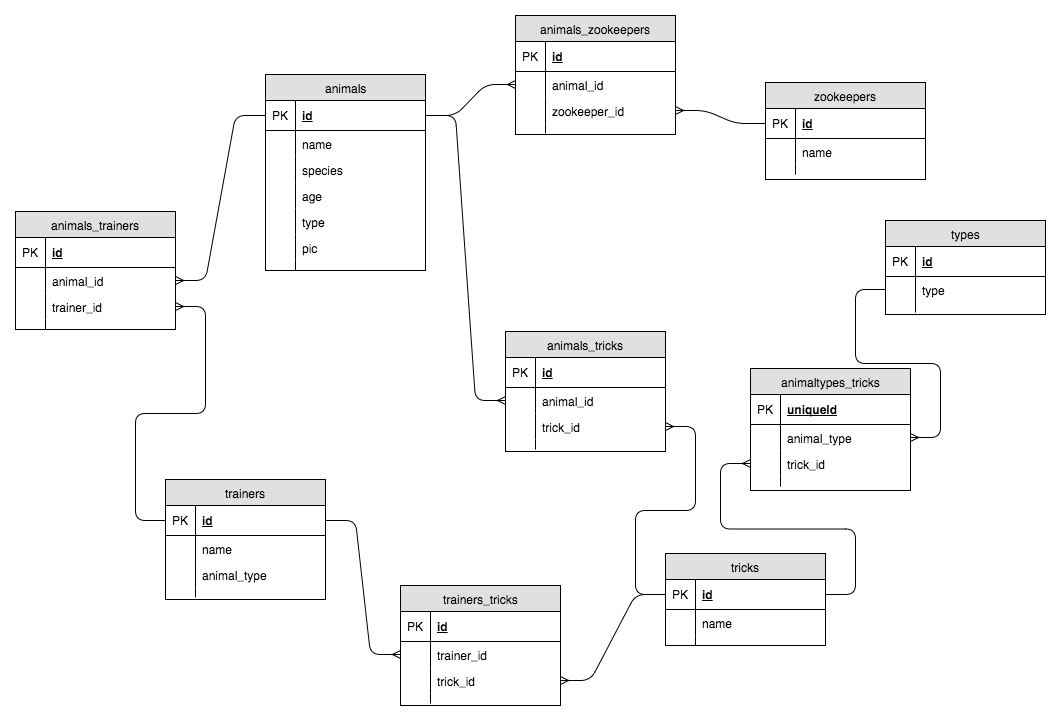 animals_zookeepers
PK id
animal_id
zookeeper_id
animals
PK id
name
species
age
type
pic
zookeepers
PK id
name
animals_trainers
PK id
animal_id
trainer_id
types
PK id
type
animals_tricks
PK id
animal_id
trick_id
animaltypes_tricks
PK uniqueId
animal_type
trick_id
trainers
PK id
name
animal_type
tricks
PK id
name
trainers_tricks
PK id
trainer_id
trick_id